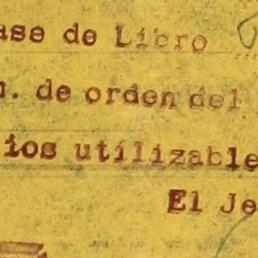 ase de Libro
. de orden del
ios utilizable
El Je